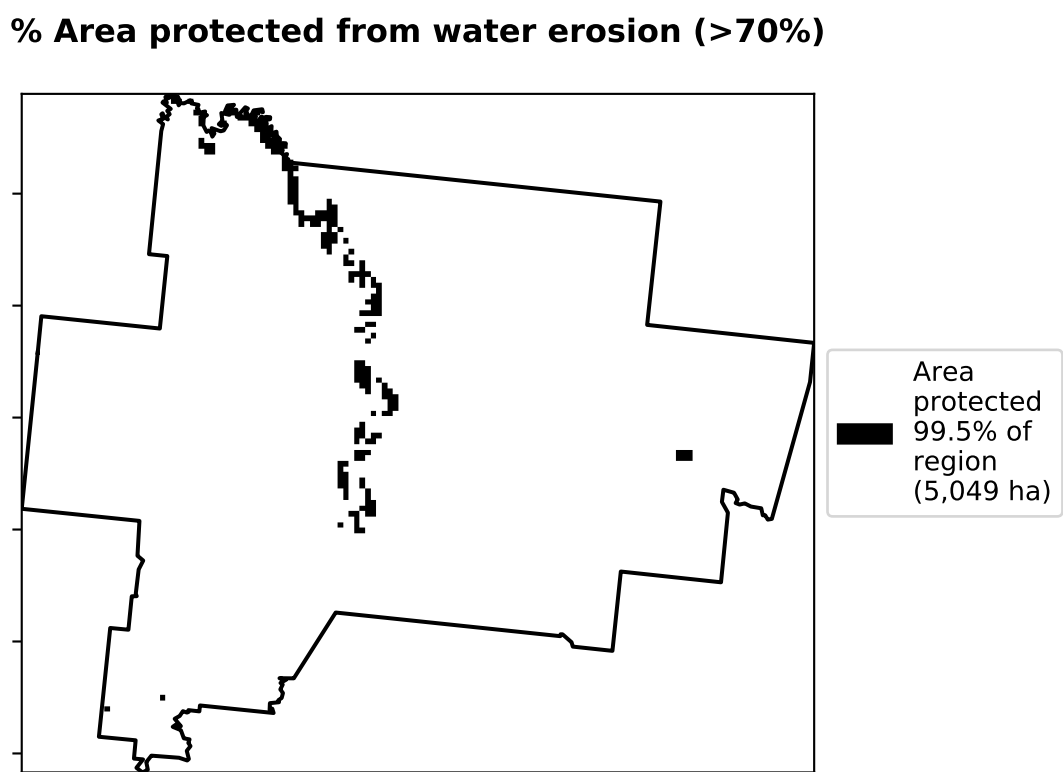 % Area protected from water erosion (>70%)
Area
protected
99.5% of
region
(5,049 ha)